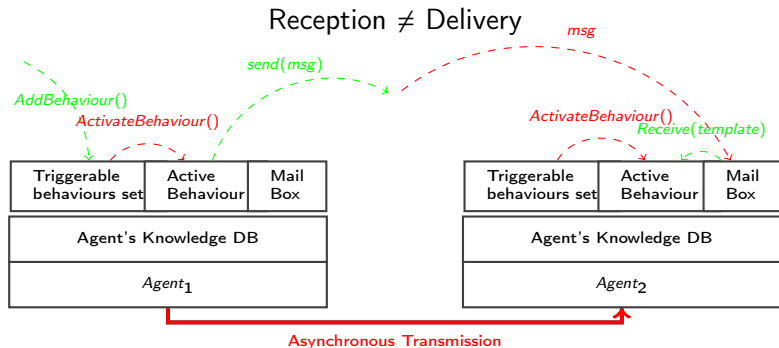 Reception ≠ Delivery
msg
send(msg)
AddBehaviour()
ActivateBehaviour()
ActivateBehaviour()
Receive(template)
Triggerable
behaviours set
Active
Behaviour
Mail
Box
Triggerable
behaviours set
Active
Behaviour
Mail
Box
Agent's Knowledge DB
Agent's Knowledge DB
Agent₁
Agent₂
Asynchronous Transmission